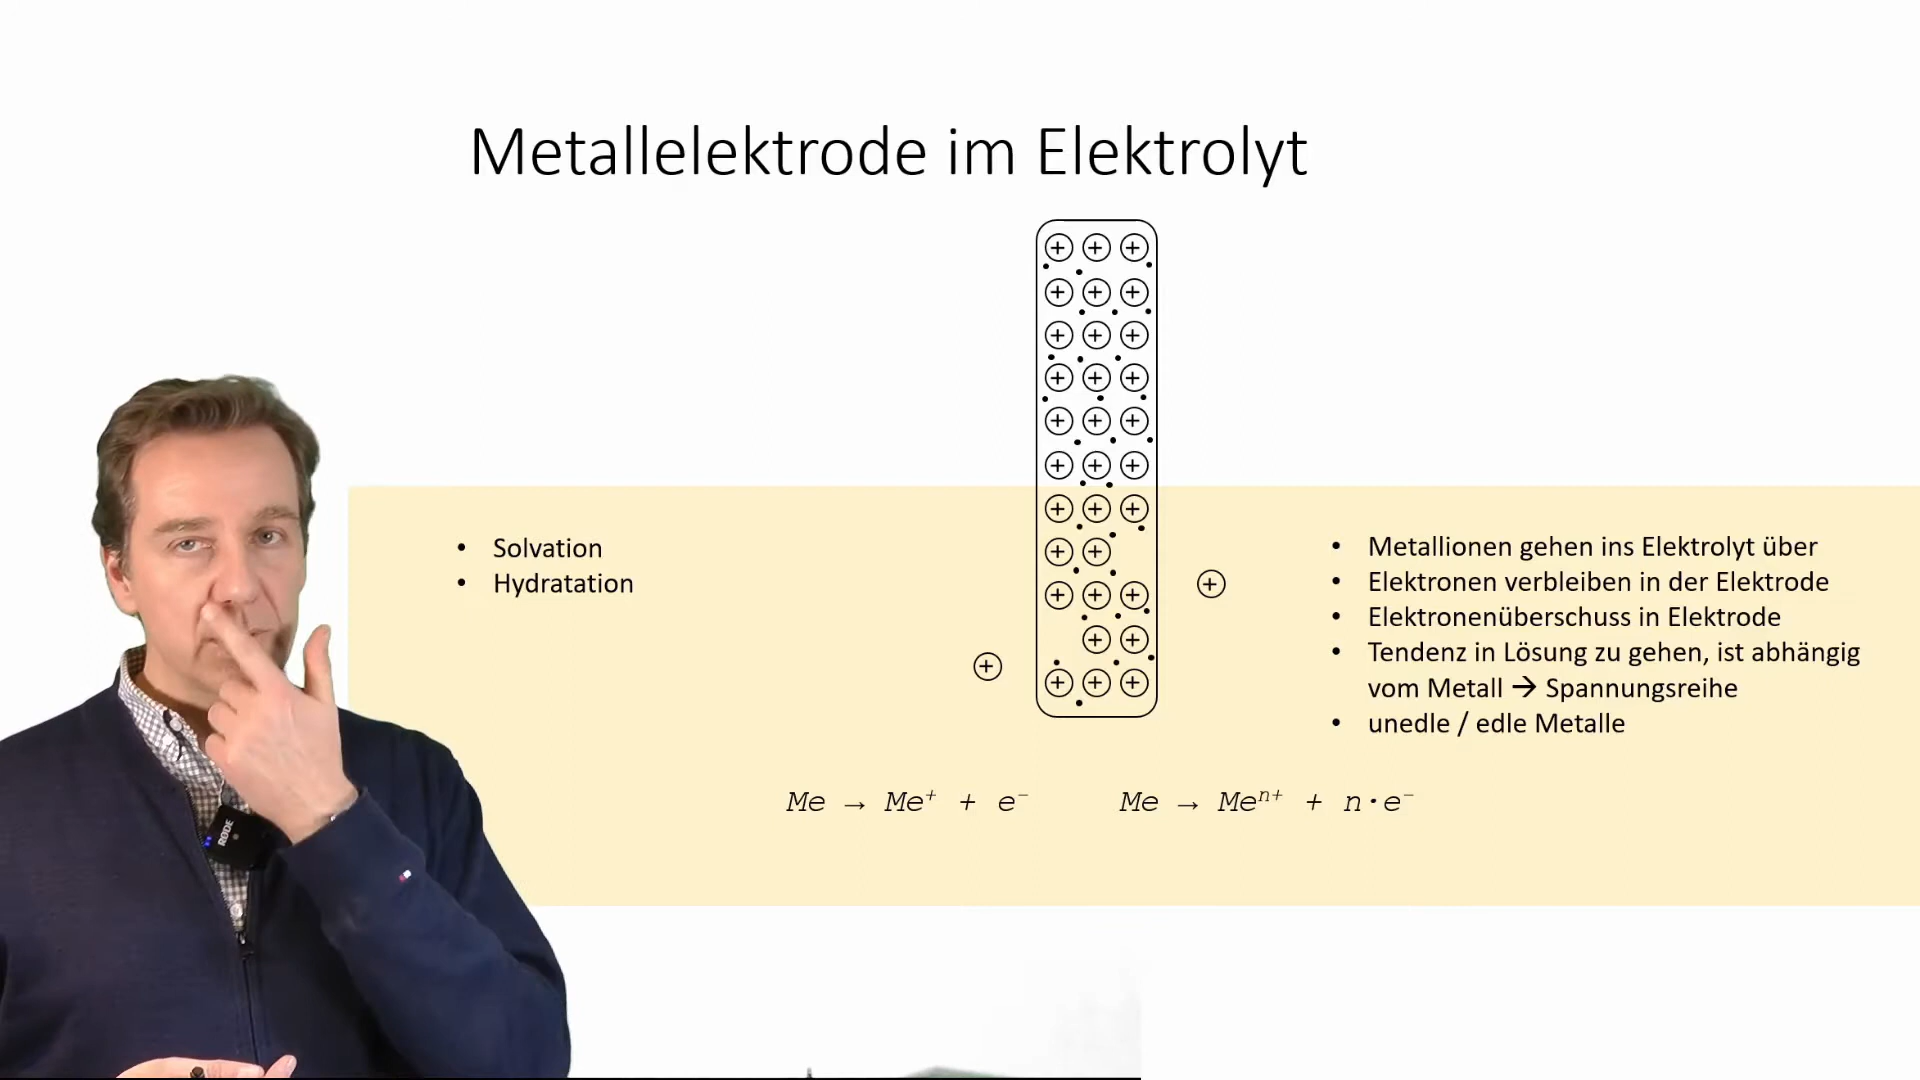 Metallelektrode im Elektrolyt
• Solvation
• Hydratation
• Metallionen gehen ins Elektrolyt über
• Elektronen verbleiben in der Elektrode
• Elektronenüberschuss in Elektrode
• Tendenz in Lösung zu gehen, ist abhängig
vom Metall → Spannungsreihe
• unedle / edle Metalle
Me → Me⁺ + e⁻
Me → Meⁿ⁺ + n·e⁻
RØDE